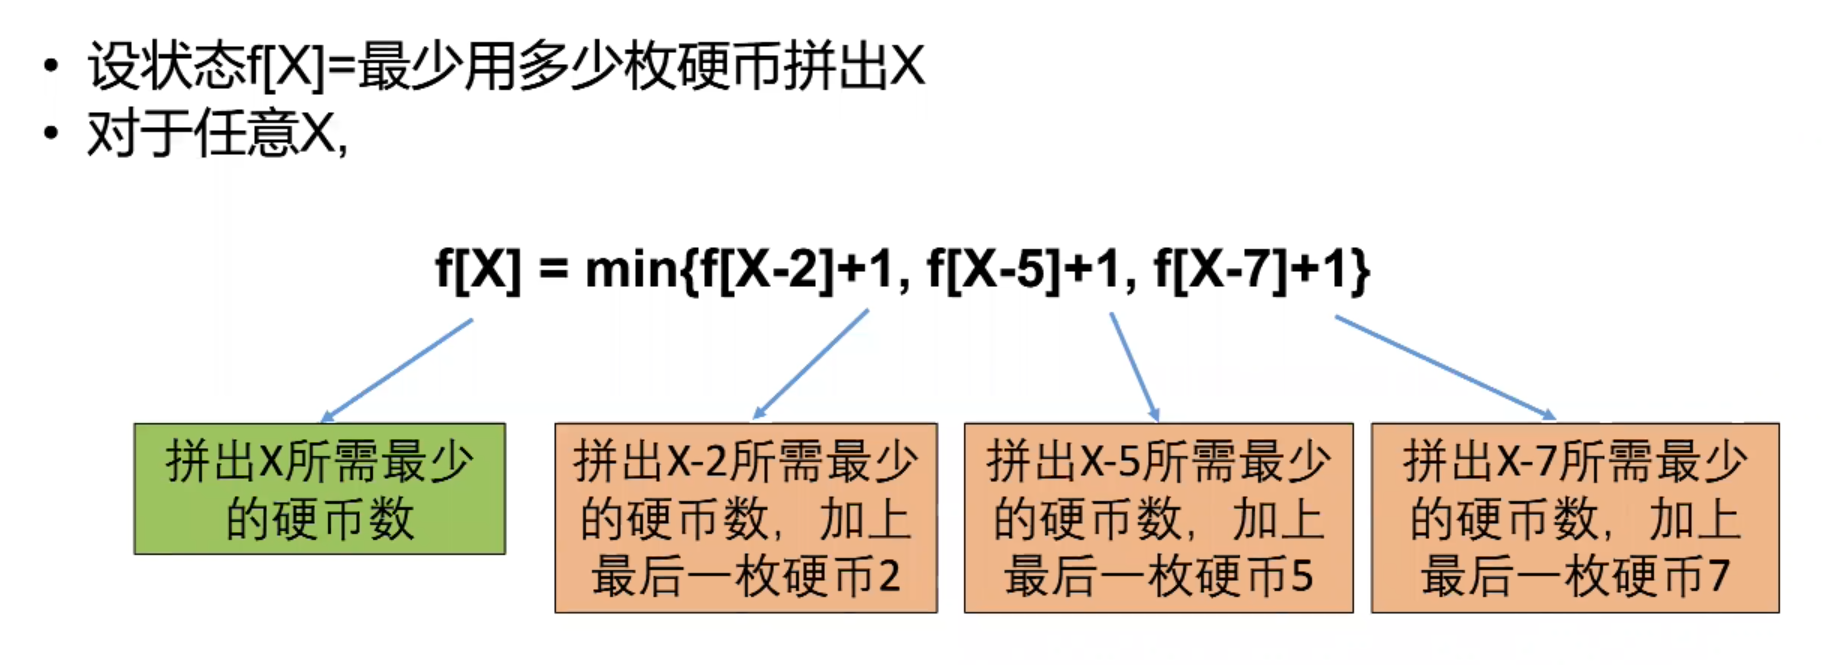 • 设状态f[X]=最少用多少枚硬币拼出X
• 对于任意X,
f[X] = min{f[X-2]+1, f[X-5]+1, f[X-7]+1}
拼出X所需最少
的硬币数
拼出X-2所需最少
的硬币数，加上
最后一枚硬币2
拼出X-5所需最少
的硬币数，加上
最后一枚硬币5
拼出X-7所需最少
的硬币数，加上
最后一枚硬币7